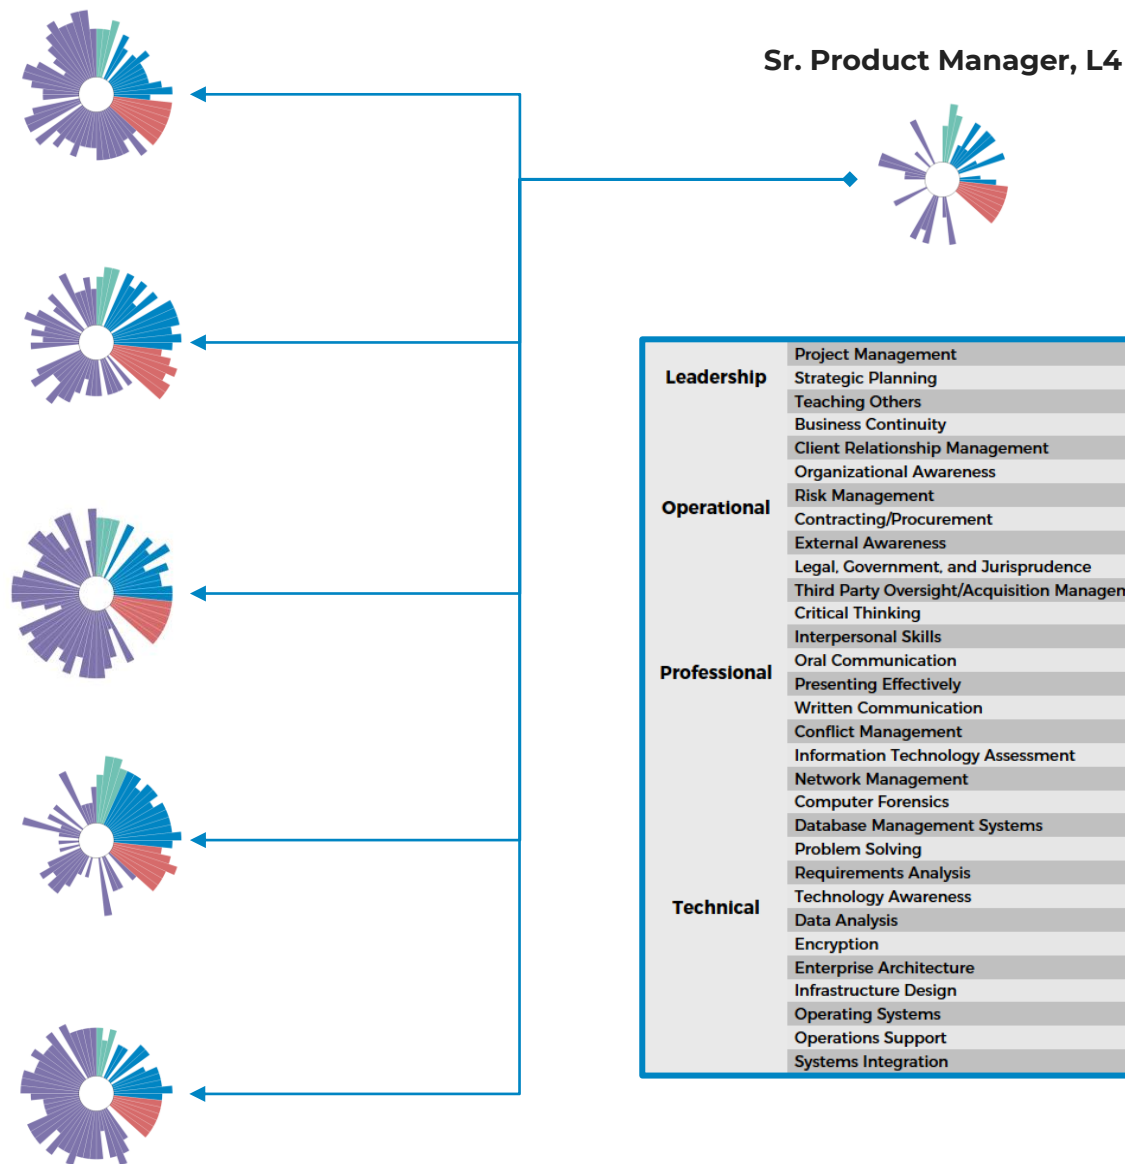 Sr. Product Manager, L4
Leadership
Project Management
Strategic Planning
Teaching Others
Operational
Business Continuity
Client Relationship Management
Organizational Awareness
Risk Management
Contracting/Procurement
External Awareness
Legal, Government, and Jurisprudence
Third Party Oversight/Acquisition Managem
Professional
Critical Thinking
Interpersonal Skills
Oral Communication
Presenting Effectively
Written Communication
Conflict Management
Technical
Information Technology Assessment
Network Management
Computer Forensics
Database Management Systems
Problem Solving
Requirements Analysis
Technology Awareness
Data Analysis
Encryption
Enterprise Architecture
Infrastructure Design
Operating Systems
Operations Support
Systems Integration